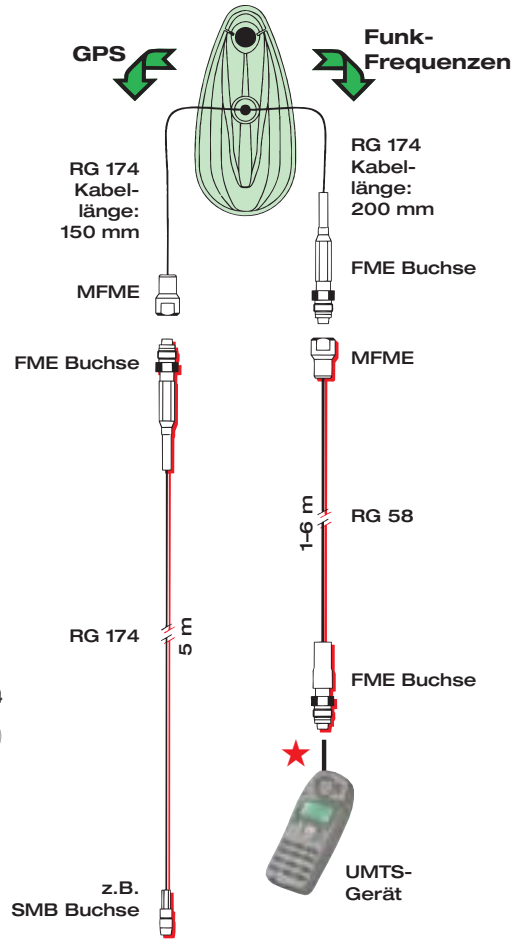 GPS
Funk-
Frequenzen
RG 174
Kabel-
länge:
150 mm
RG 174
Kabel-
länge:
200 mm
FME Buchse
MFME
FME Buchse
MFME
1–6 m
RG 58
RG 174
5 m
FME Buchse
z.B.
SMB Buchse
UMTS-
Gerät